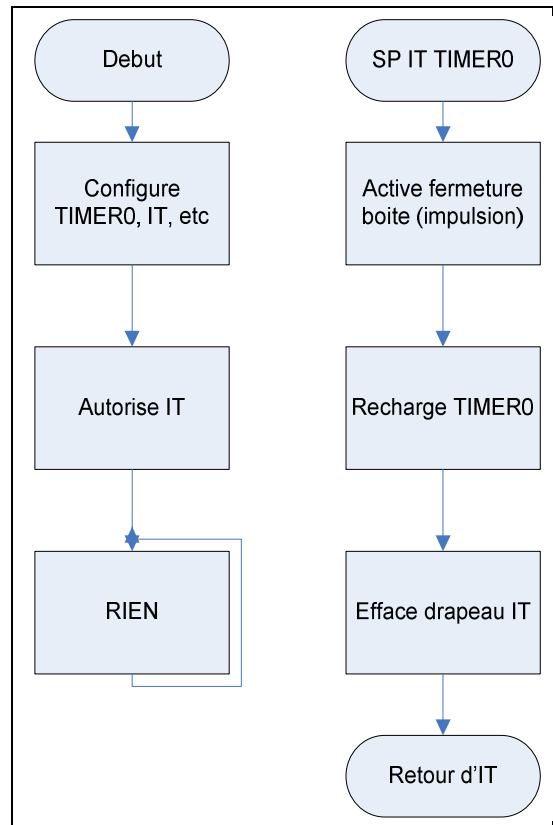 Debut
Configure
TIMER0, IT, etc
Autorise IT
RIEN
SP IT TIMER0
Active fermeture
boite (impulsion)
Recharge TIMER0
Efface drapeau IT
Retour d'IT